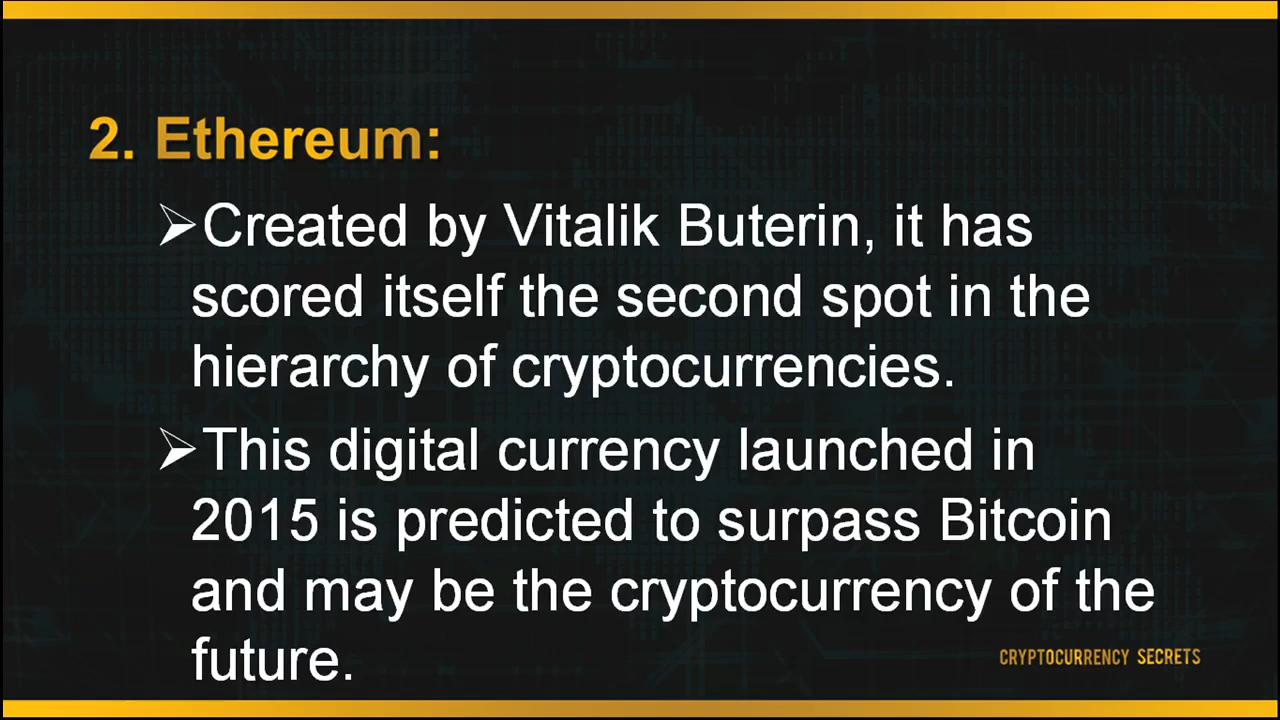 2. Ethereum:
➢Created by Vitalik Buterin, it has
scored itself the second spot in the
hierarchy of cryptocurrencies.
➢This digital currency launched in
2015 is predicted to surpass Bitcoin
and may be the cryptocurrency of the
future.
CRYPTOCURRENCY SECRETS